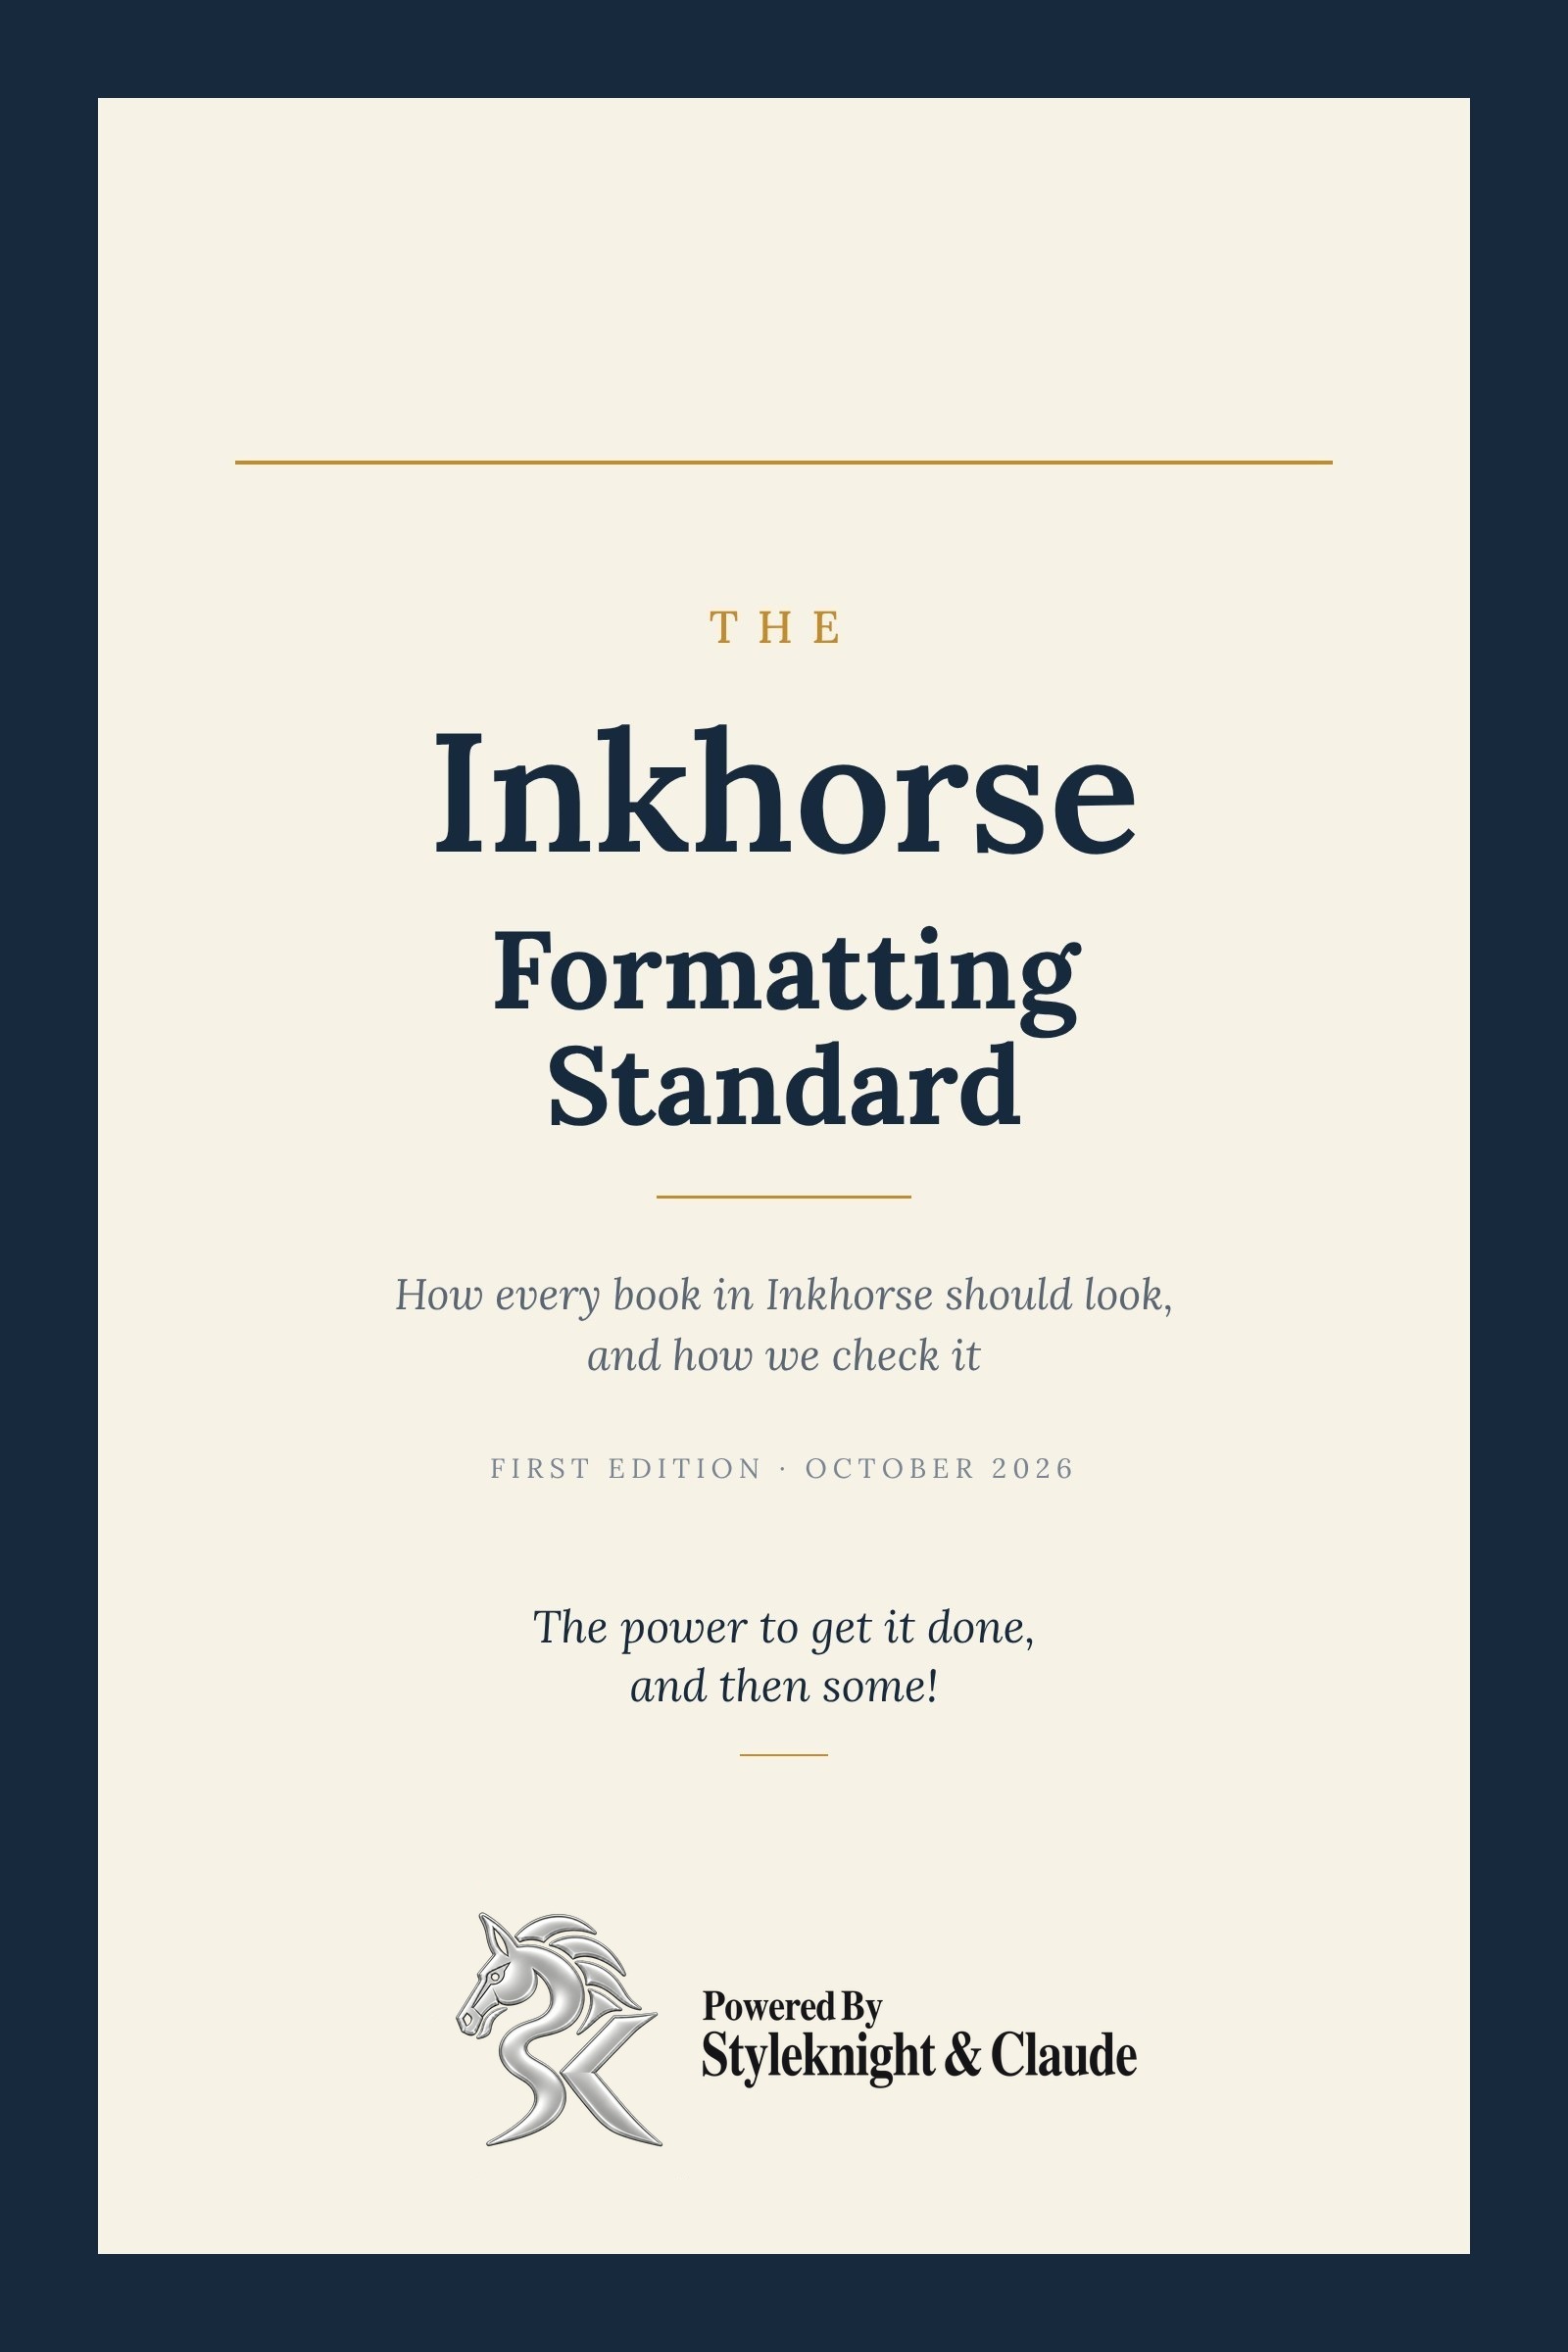 THE
Inkhorse
Formatting
Standard
How every book in Inkhorse should look,
and how we check it
FIRST EDITION · OCTOBER 2026
The power to get it done,
and then some!
Powered By
Styleknight & Claude